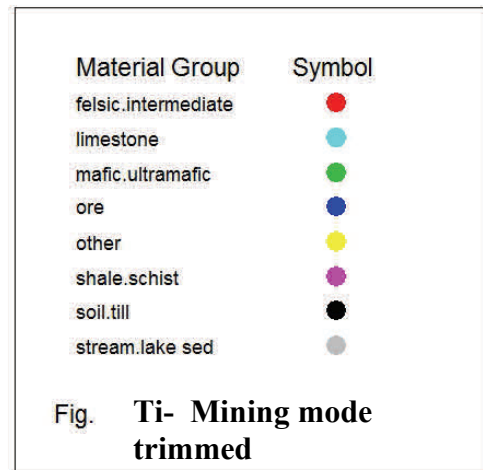 Material Group Symbol
felsic.intermediate
limestone
mafic.ultramafic
ore
other
shale.schist
soil.till
stream.lake sed
Fig. Ti- Mining mode
trimmed